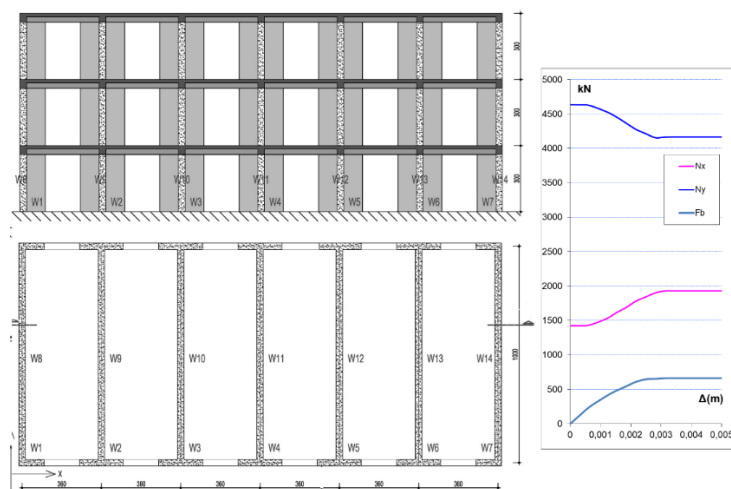 300
300
300
W8 W9 W10 W11 W12 W13 W14
W1 W2 W3 W4 W5 W6 W7
W8 W9 W10 W11 W12 W13 W14
1000
W1 W2 W3 W4 W5 W6 W7
X
360 360 360 360 360 360
kN
5000
4500
4000
3500
3000
2500
2000
1500
1000
500
0
Nx
Ny
Fb
Δ(m)
0 0,001 0,002 0,003 0,004 0,005